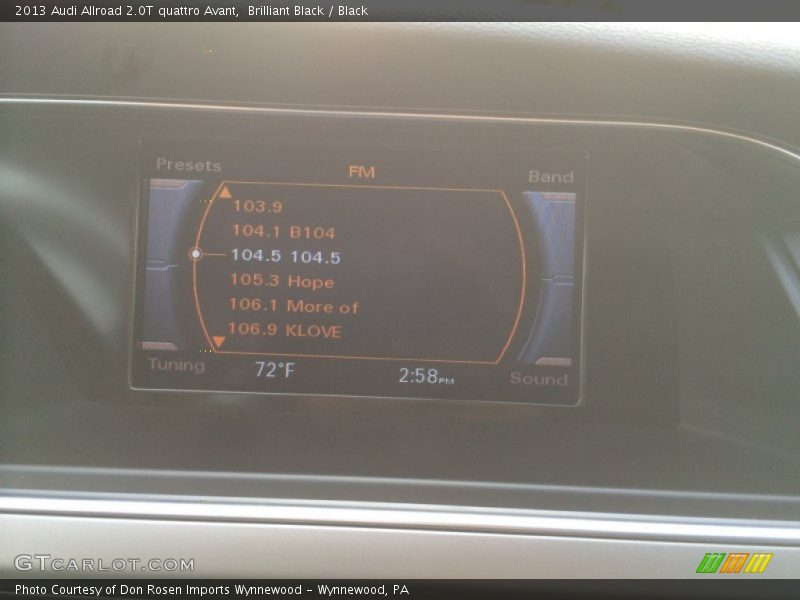 2013 Audi Allroad 2.0T quattro Avant,  Brilliant Black / Black
Presets
FM
Band
103.9
104.1 B104
104.5 104.5
105.3 Hope
106.1 More of
106.9 KLOVE
Tuning
72°F
2:58PM
Sound
GTCARLOT.COM
Photo Courtesy of Don Rosen Imports Wynnewood - Wynnewood, PA